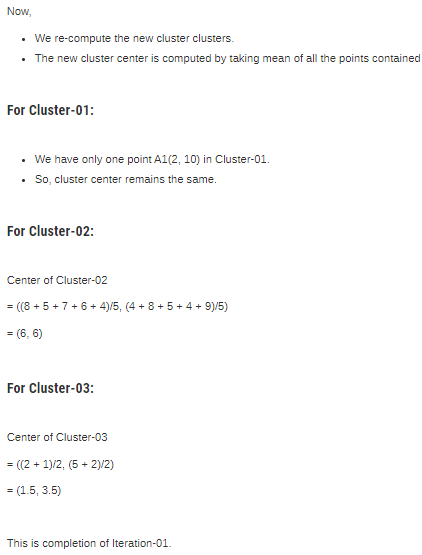 Now,
• We re-compute the new cluster clusters.
• The new cluster center is computed by taking mean of all the points contained
For Cluster-01:
• We have only one point A1(2, 10) in Cluster-01.
• So, cluster center remains the same.
For Cluster-02:
Center of Cluster-02
= ((8 + 5 + 7 + 6 + 4)/5, (4 + 8 + 5 + 4 + 9)/5)
= (6, 6)
For Cluster-03:
Center of Cluster-03
= ((2 + 1)/2, (5 + 2)/2)
= (1.5, 3.5)
This is completion of Iteration-01.